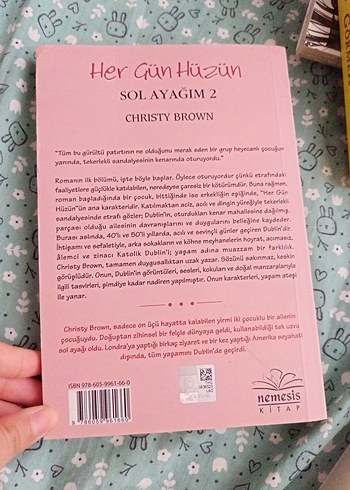 Her Gün Hüzün
SOL AYAĞIM 2
CHRISTY BROWN
"Tüm bu gürültü patırtının ne olduğunu merak eden bir grup heyecanlı çocuğun
yanında, tekerlekli sandalyesinin kenarında oturuyordu."
Romanın ilk bölümü, işte böyle başlar. Öylece oturuyordur çünkü etrafındaki
faaliyetlere güçlükle katılabilen, neredeyse çaresiz bir kötürümdür. Buna rağmen,
roman başladığında bir çocuk, bittiğinde ise erkekliğin eşiğinde, "Her Gün
Hüzün"ün ana karakteridir. Katılmaktan aciz, acılı ve dingin yüreğiyle tekerlekli
sandalyesinde etrafı gözler; Dublin'in, oturdukları kenar mahallesine dağılmış,
parçası olduğu ailesinin davranışlarını ve duygularını belleğine kaydeder.
Burası aslında, 40'lı ve 50'li yıllarda, acılı ve sevinçli günler geçiren Dublin'dir.
İhtişamı ve sefaletiyle, arka sokakların ve köhne meyhanelerin hoyrat, acımasız,
âlemci ve zinacı Katolik Dublin'i; yaşam adına muazzam bir farklılık.
Christy Brown, tamamen duygusallıktan uzak yazar. Sözünü sakınmaz, keskin
görüşlüdür. Onun, Dublin'in görüntüleri, sesleri, kokuları ve doğal manzarlarıyla
ilgili tasvirleri, şimdiye kadar nadiren yapılmıştır. Onun karakterleri, yaşam ateşi
ile yanar.
Christy Brown, sadece on üçü hayatta kalabilen yirmi iki çocuklu bir ailenin
çocuğuydu. Doğuştan zihinsel bir felçle dünyaya geldi, kullanabildiği tek uzvu
sol ayağı oldu. Londra'ya yaptığı birkaç ziyaret ve bir kez yaptığı Amerika seyahati
dışında, tüm yaşamını Dublin'de geçirdi.
ISBN 978-605-9961-66-0
9 786059 961660
nemesis
KİTAP